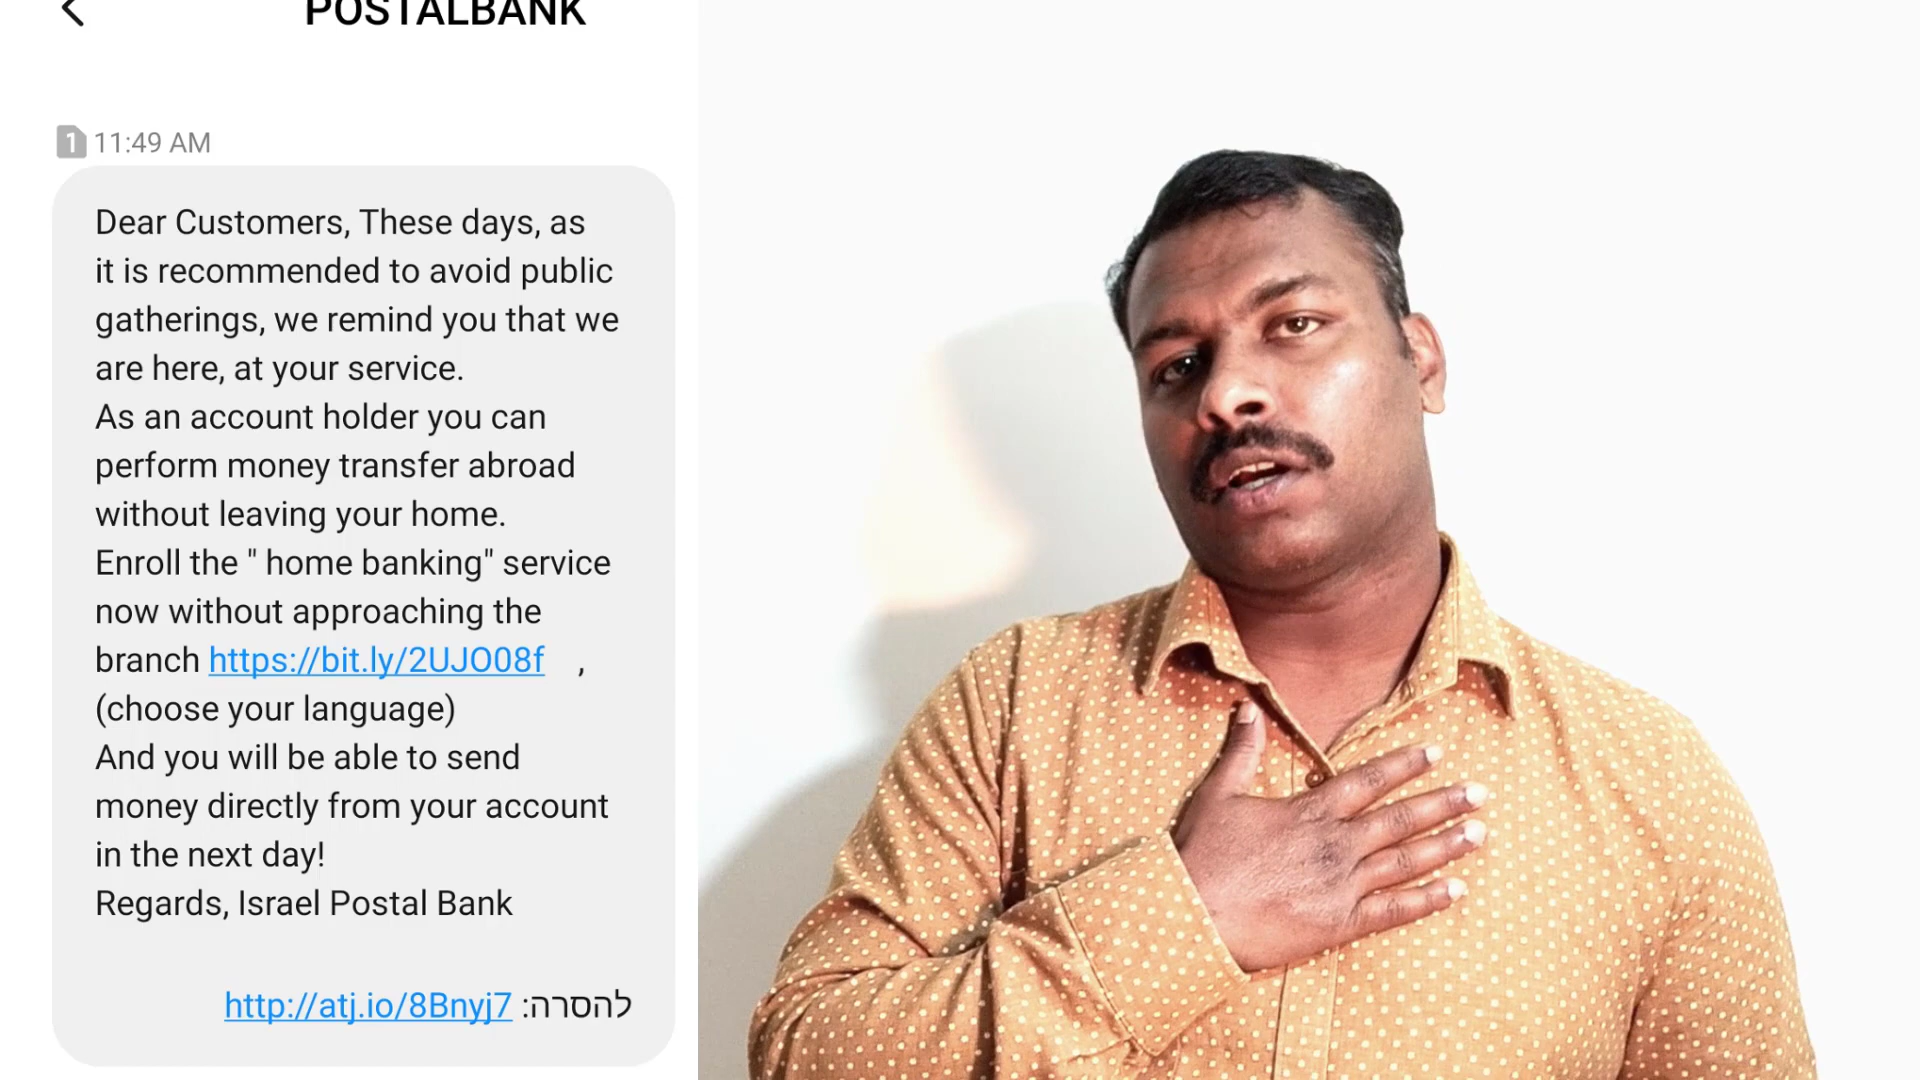 POSTALBANK
1 11:49 AM
Dear Customers, These days, as
it is recommended to avoid public
gatherings, we remind you that we
are here, at your service.
As an account holder you can
perform money transfer abroad
without leaving your home.
Enroll the " home banking" service
now without approaching the
branch https://bit.ly/2UJO08f ,
(choose your language)
And you will be able to send
money directly from your account
in the next day!
Regards, Israel Postal Bank
להסרה: http://atj.io/8Bnyj7